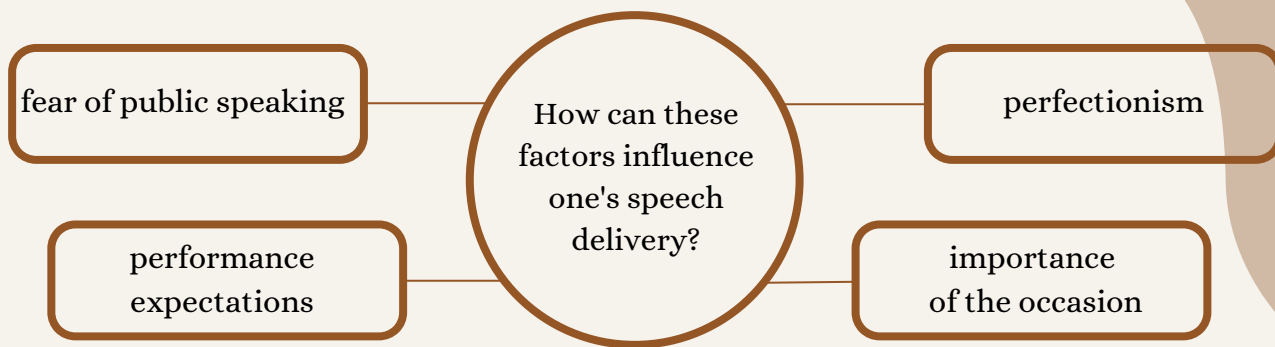 fear of public speaking
How can these
factors influence
one's speech
delivery?
perfectionism
performance
expectations
importance
of the occasion